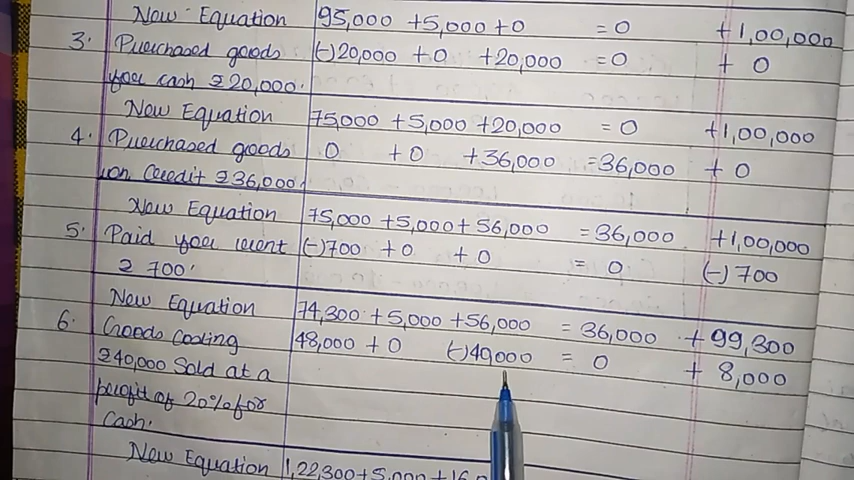 New Equation 95,000 +5,000 +0 = 0 +1,00,000
3. Purchased goods (-)20,000 +0 +20,000 = 0 + 0
for cash ₹20,000.
New Equation 75,000 +5,000 +20,000 = 0 +1,00,000
4. Purchased goods 0 +0 +36,000 =36,000 + 0
on Credit ₹36,000.
New Equation 75,000 +5,000+ 56,000 = 36,000 +1,00,000
5. Paid for rent (-)700 +0 + 0 = 0 (-)700
₹ 700.
New Equation 74,300 +5,000 +56,000 = 36,000 + 99,300
6. Goods Costing 48,000 + 0 (-)40,000 = 0 + 8,000
₹40,000 Sold at a
profit of 20% for
Cash.
New Equation 1,22,300+5,000+16,0